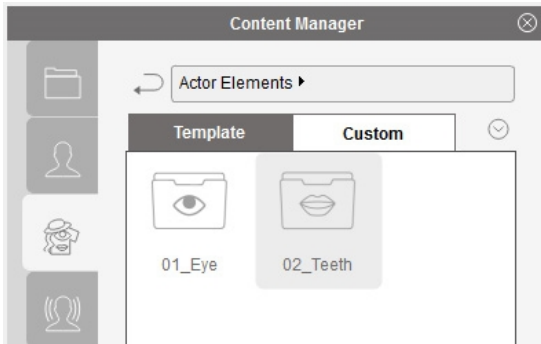 Content Manager
Actor Elements
Template Custom
01_Eye 02_Teeth